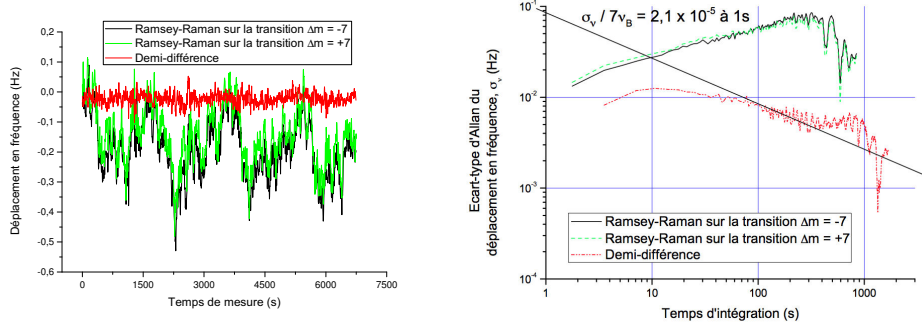 Ramsey-Raman sur la transition Δm = -7
Ramsey-Raman sur la transition Δm = +7
Demi-différence
0,2
0,1
0,0
-0,1
-0,2
-0,3
-0,4
-0,5
-0,6
Déplacement en fréquence (Hz)
0
1500
3000
4500
6000
7500
Temps de mesure (s)
σν / 7νB = 2,1 x 10-5 à 1s
10-1
10-2
10-3
10-4
Ecart-type d'Allan du
déplacement en fréquence, σν (Hz)
Ramsey-Raman sur la transition Δm = -7
Ramsey-Raman sur la transition Δm = +7
Demi-différence
1
10
100
1000
Temps d'intégration (s)